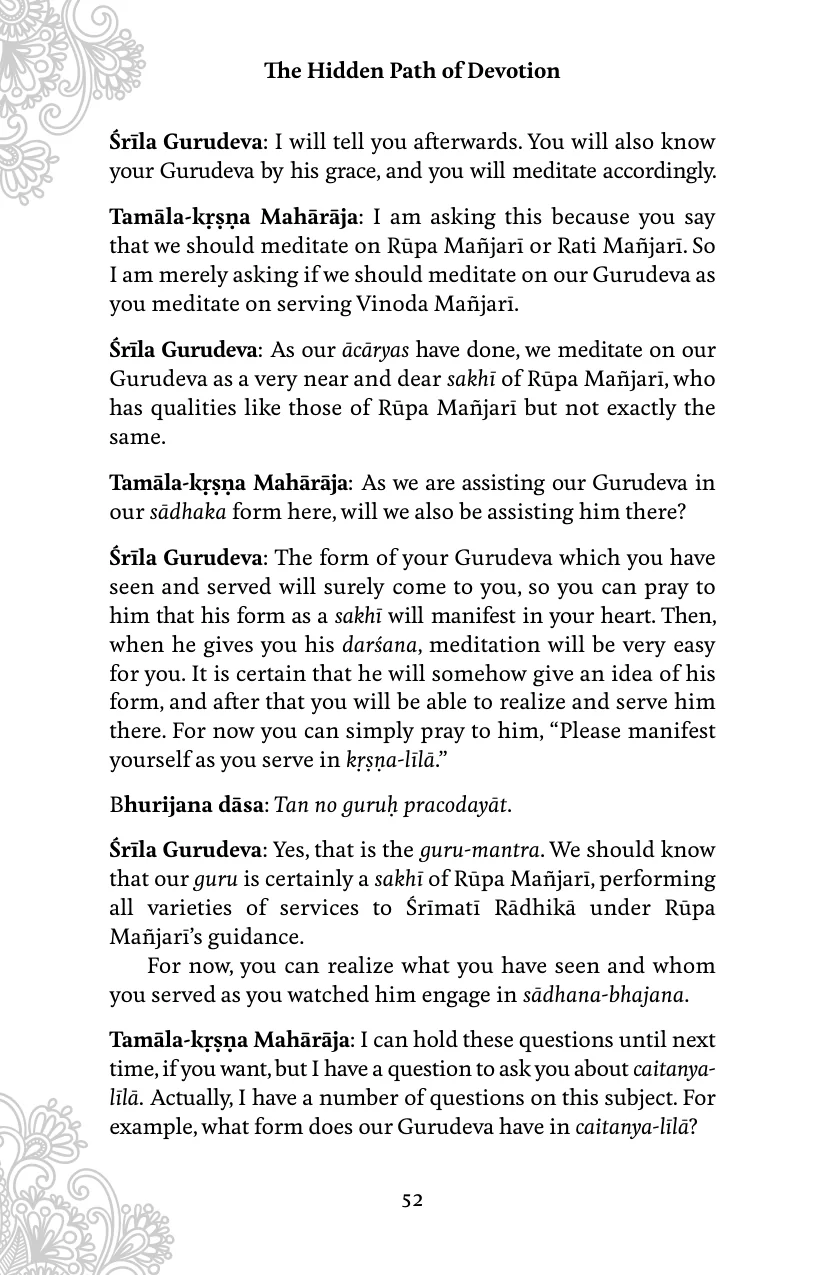 The Hidden Path of Devotion
Śrīla Gurudeva: I will tell you afterwards. You will also know
your Gurudeva by his grace, and you will meditate accordingly.
Tamāla-kṛṣṇa Mahārāja: I am asking this because you say
that we should meditate on Rūpa Mañjarī or Rati Mañjarī. So
I am merely asking if we should meditate on our Gurudeva as
you meditate on serving Vinoda Mañjarī.
Śrīla Gurudeva: As our ācāryas have done, we meditate on our
Gurudeva as a very near and dear sakhī of Rūpa Mañjarī, who
has qualities like those of Rūpa Mañjarī but not exactly the
same.
Tamāla-kṛṣṇa Mahārāja: As we are assisting our Gurudeva in
our sādhaka form here, will we also be assisting him there?
Śrīla Gurudeva: The form of your Gurudeva which you have
seen and served will surely come to you, so you can pray to
him that his form as a sakhī will manifest in your heart. Then,
when he gives you his darśana, meditation will be very easy
for you. It is certain that he will somehow give an idea of his
form, and after that you will be able to realize and serve him
there. For now you can simply pray to him, “Please manifest
yourself as you serve in kṛṣṇa-līlā.”
Bhurijana dāsa: Tan no guruḥ pracodayāt.
Śrīla Gurudeva: Yes, that is the guru-mantra. We should know
that our guru is certainly a sakhī of Rūpa Mañjarī, performing
all varieties of services to Śrīmatī Rādhikā under Rūpa
Mañjarī’s guidance.
For now, you can realize what you have seen and whom
you served as you watched him engage in sādhana-bhajana.
Tamāla-kṛṣṇa Mahārāja: I can hold these questions until next
time, if you want, but I have a question to ask you about caitanya-
līlā. Actually, I have a number of questions on this subject. For
example, what form does our Gurudeva have in caitanya-līlā?
52